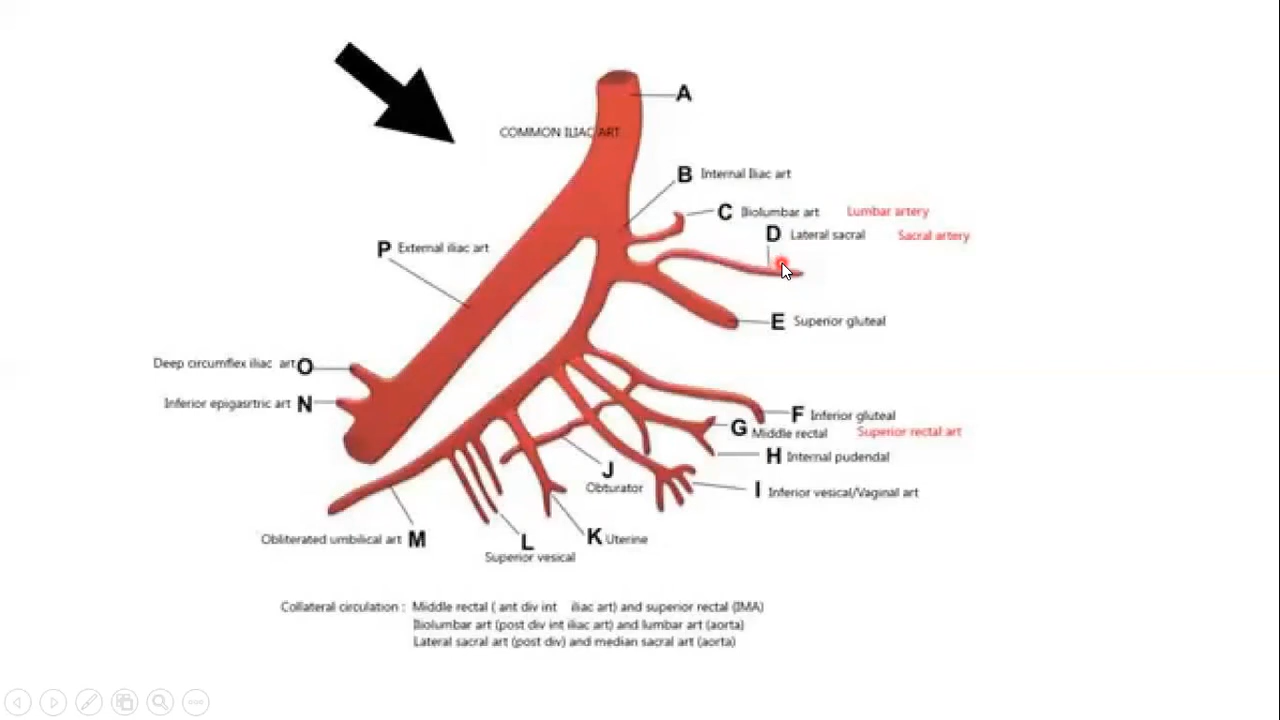 A
COMMON ILIAC ART
B Internal Iliac art
C Iliolumbar art Lumbar artery
D Lateral sacral Sacral artery
P External iliac art
E Superior gluteal
Deep circumflex iliac art O
Inferior epigasrtric art N
F Inferior gluteal
G Middle rectal Superior rectal art
H Internal pudendal
J
Obturator
I Inferior vesical/Vaginal art
Obliterated umbilical art M
L
Superior vesical
K Uterine
Collateral circulation : Middle rectal ( ant div int iliac art) and superior rectal (IMA)
Iliolumbar art (post div int iliac art) and lumbar art (aorta)
Lateral sacral art (post div) and median sacral art (aorta)